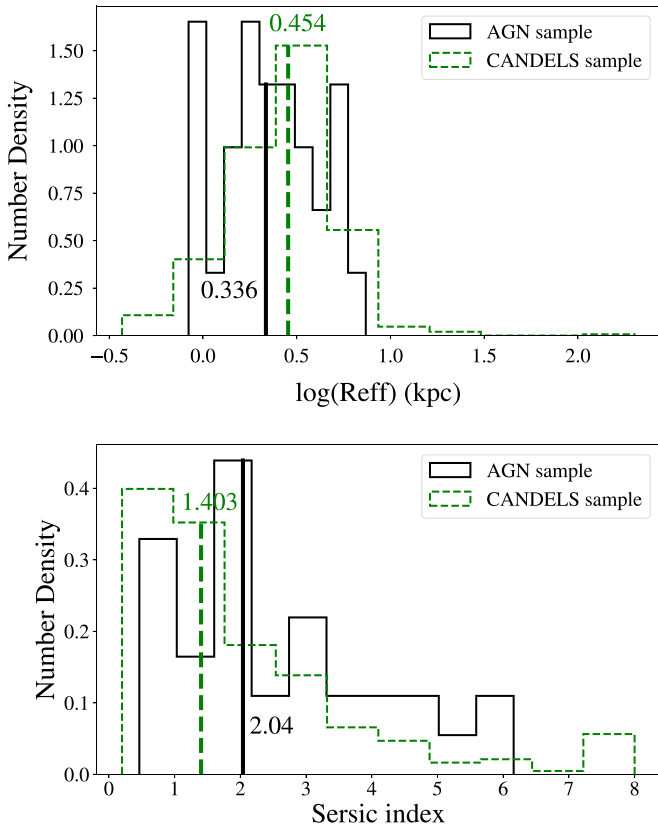 0.454
AGN sample
CANDELS sample
1.50
1.25
1.00
0.75
0.50
0.25
0.00
Number Density
0.336
−0.5 0.0 0.5 1.0 1.5 2.0
log(Reff) (kpc)
AGN sample
CANDELS sample
0.4
0.3
0.2
0.1
0.0
Number Density
1.403
2.04
0 1 2 3 4 5 6 7 8
Sersic index